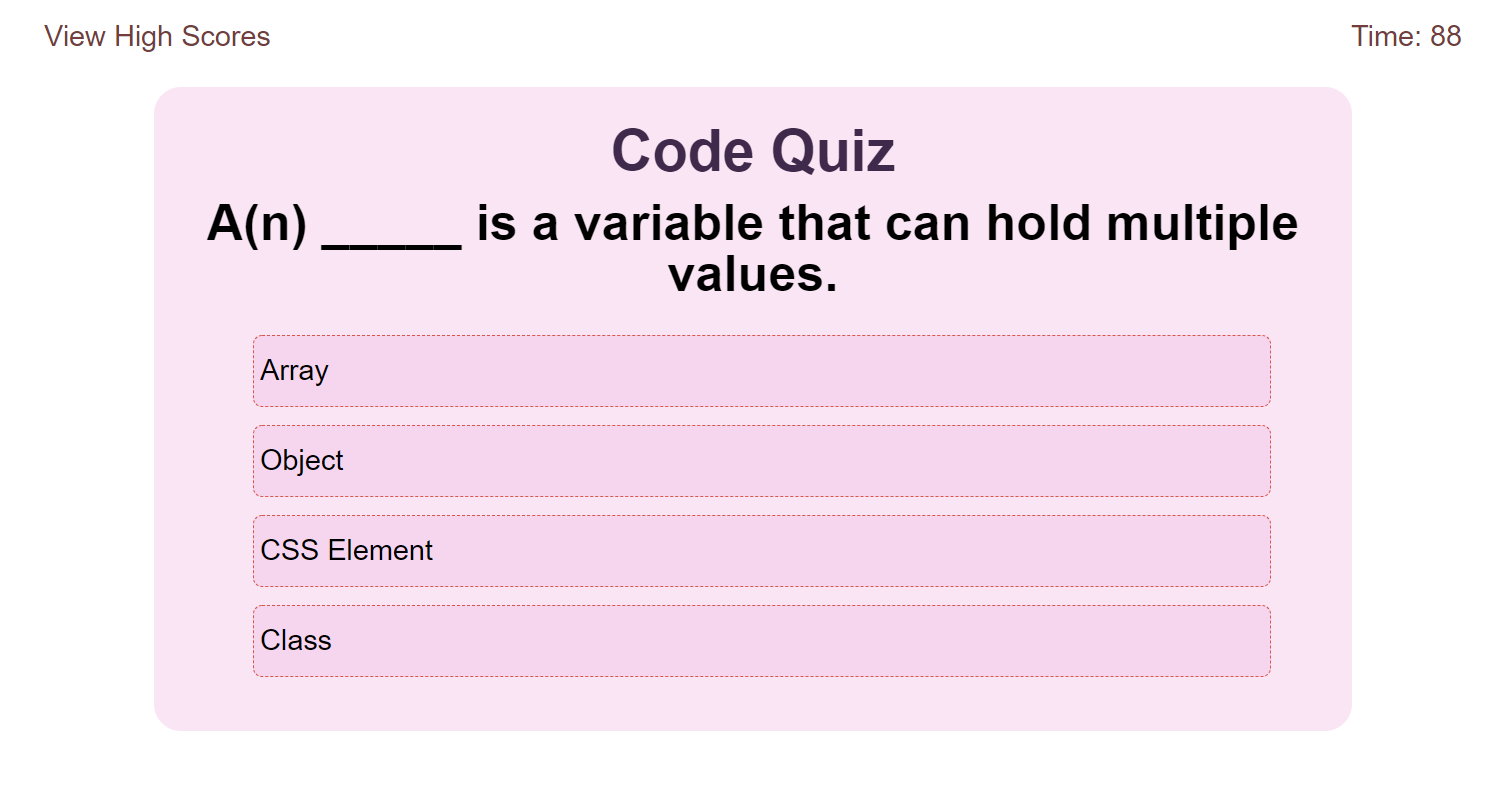 View High Scores
Time: 88
Code Quiz
A(n) _____ is a variable that can hold multiple
values.
Array
Object
CSS Element
Class